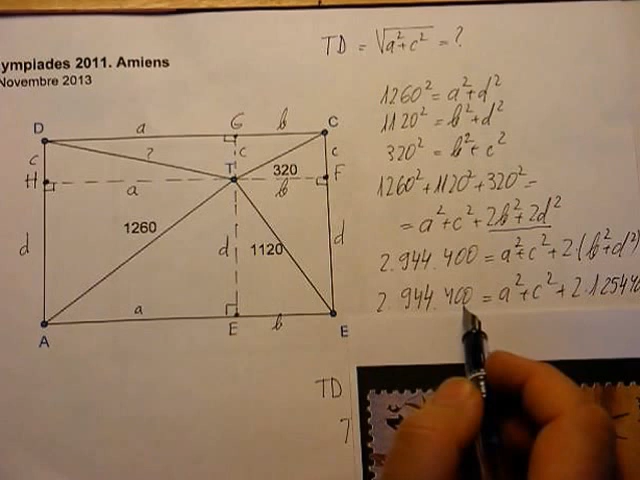 ympiades 2011. Amiens
Novembre 2013
TD = √a²+c² = ?
1260² = a²+d²
1120² = b²+d²
320² = b²+c²
1260²+1120²+320² =
= a²+c²+2b²+2d²
2.944.400 = a²+c²+2·(b²+d²)
2.944.400 = a²+c²+2·125440
D a G b C
c ? c 320 c
H a T b F
d 1260 d 1120 d
A a E b E
TD
7